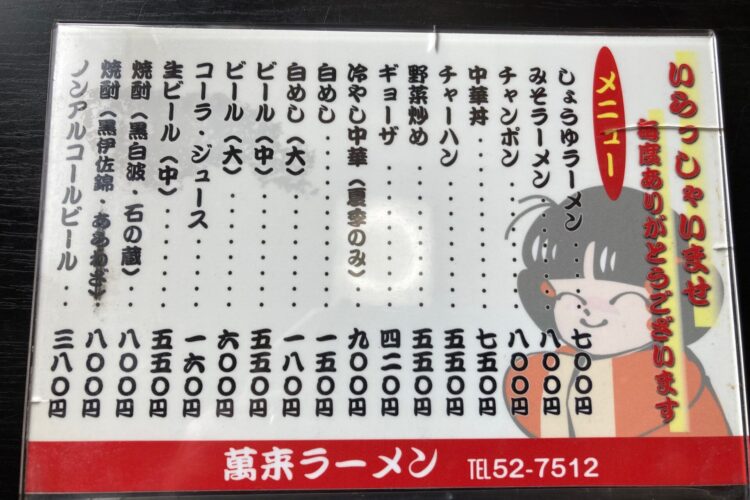 いらっしゃいませ
毎度ありがとうございます
メニュー
しょうゆラーメン‥‥‥七〇〇円
みそラーメン‥‥‥八〇〇円
チャンポン‥‥‥八〇〇円
中華丼‥‥‥七五〇円
チャーハン‥‥‥五五〇円
野菜炒め‥‥‥五五〇円
ギョーザ‥‥‥四二〇円
冷やし中華(夏季のみ)九〇〇円
白めし‥‥‥一五〇円
白めし(大)‥‥‥一八〇円
ビール(中)‥‥‥五五〇円
ビール(大)‥‥‥六〇〇円
コーラ・ジュース‥‥‥一六〇円
生ビール(中)‥‥‥五五〇円
焼酎(黒白波・石の蔵)‥八〇〇円
焼酎(黒伊佐錦・あらわざ)‥八〇〇円
ノンアルコールビール‥三八〇円
萬来ラーメン TEL52-7512